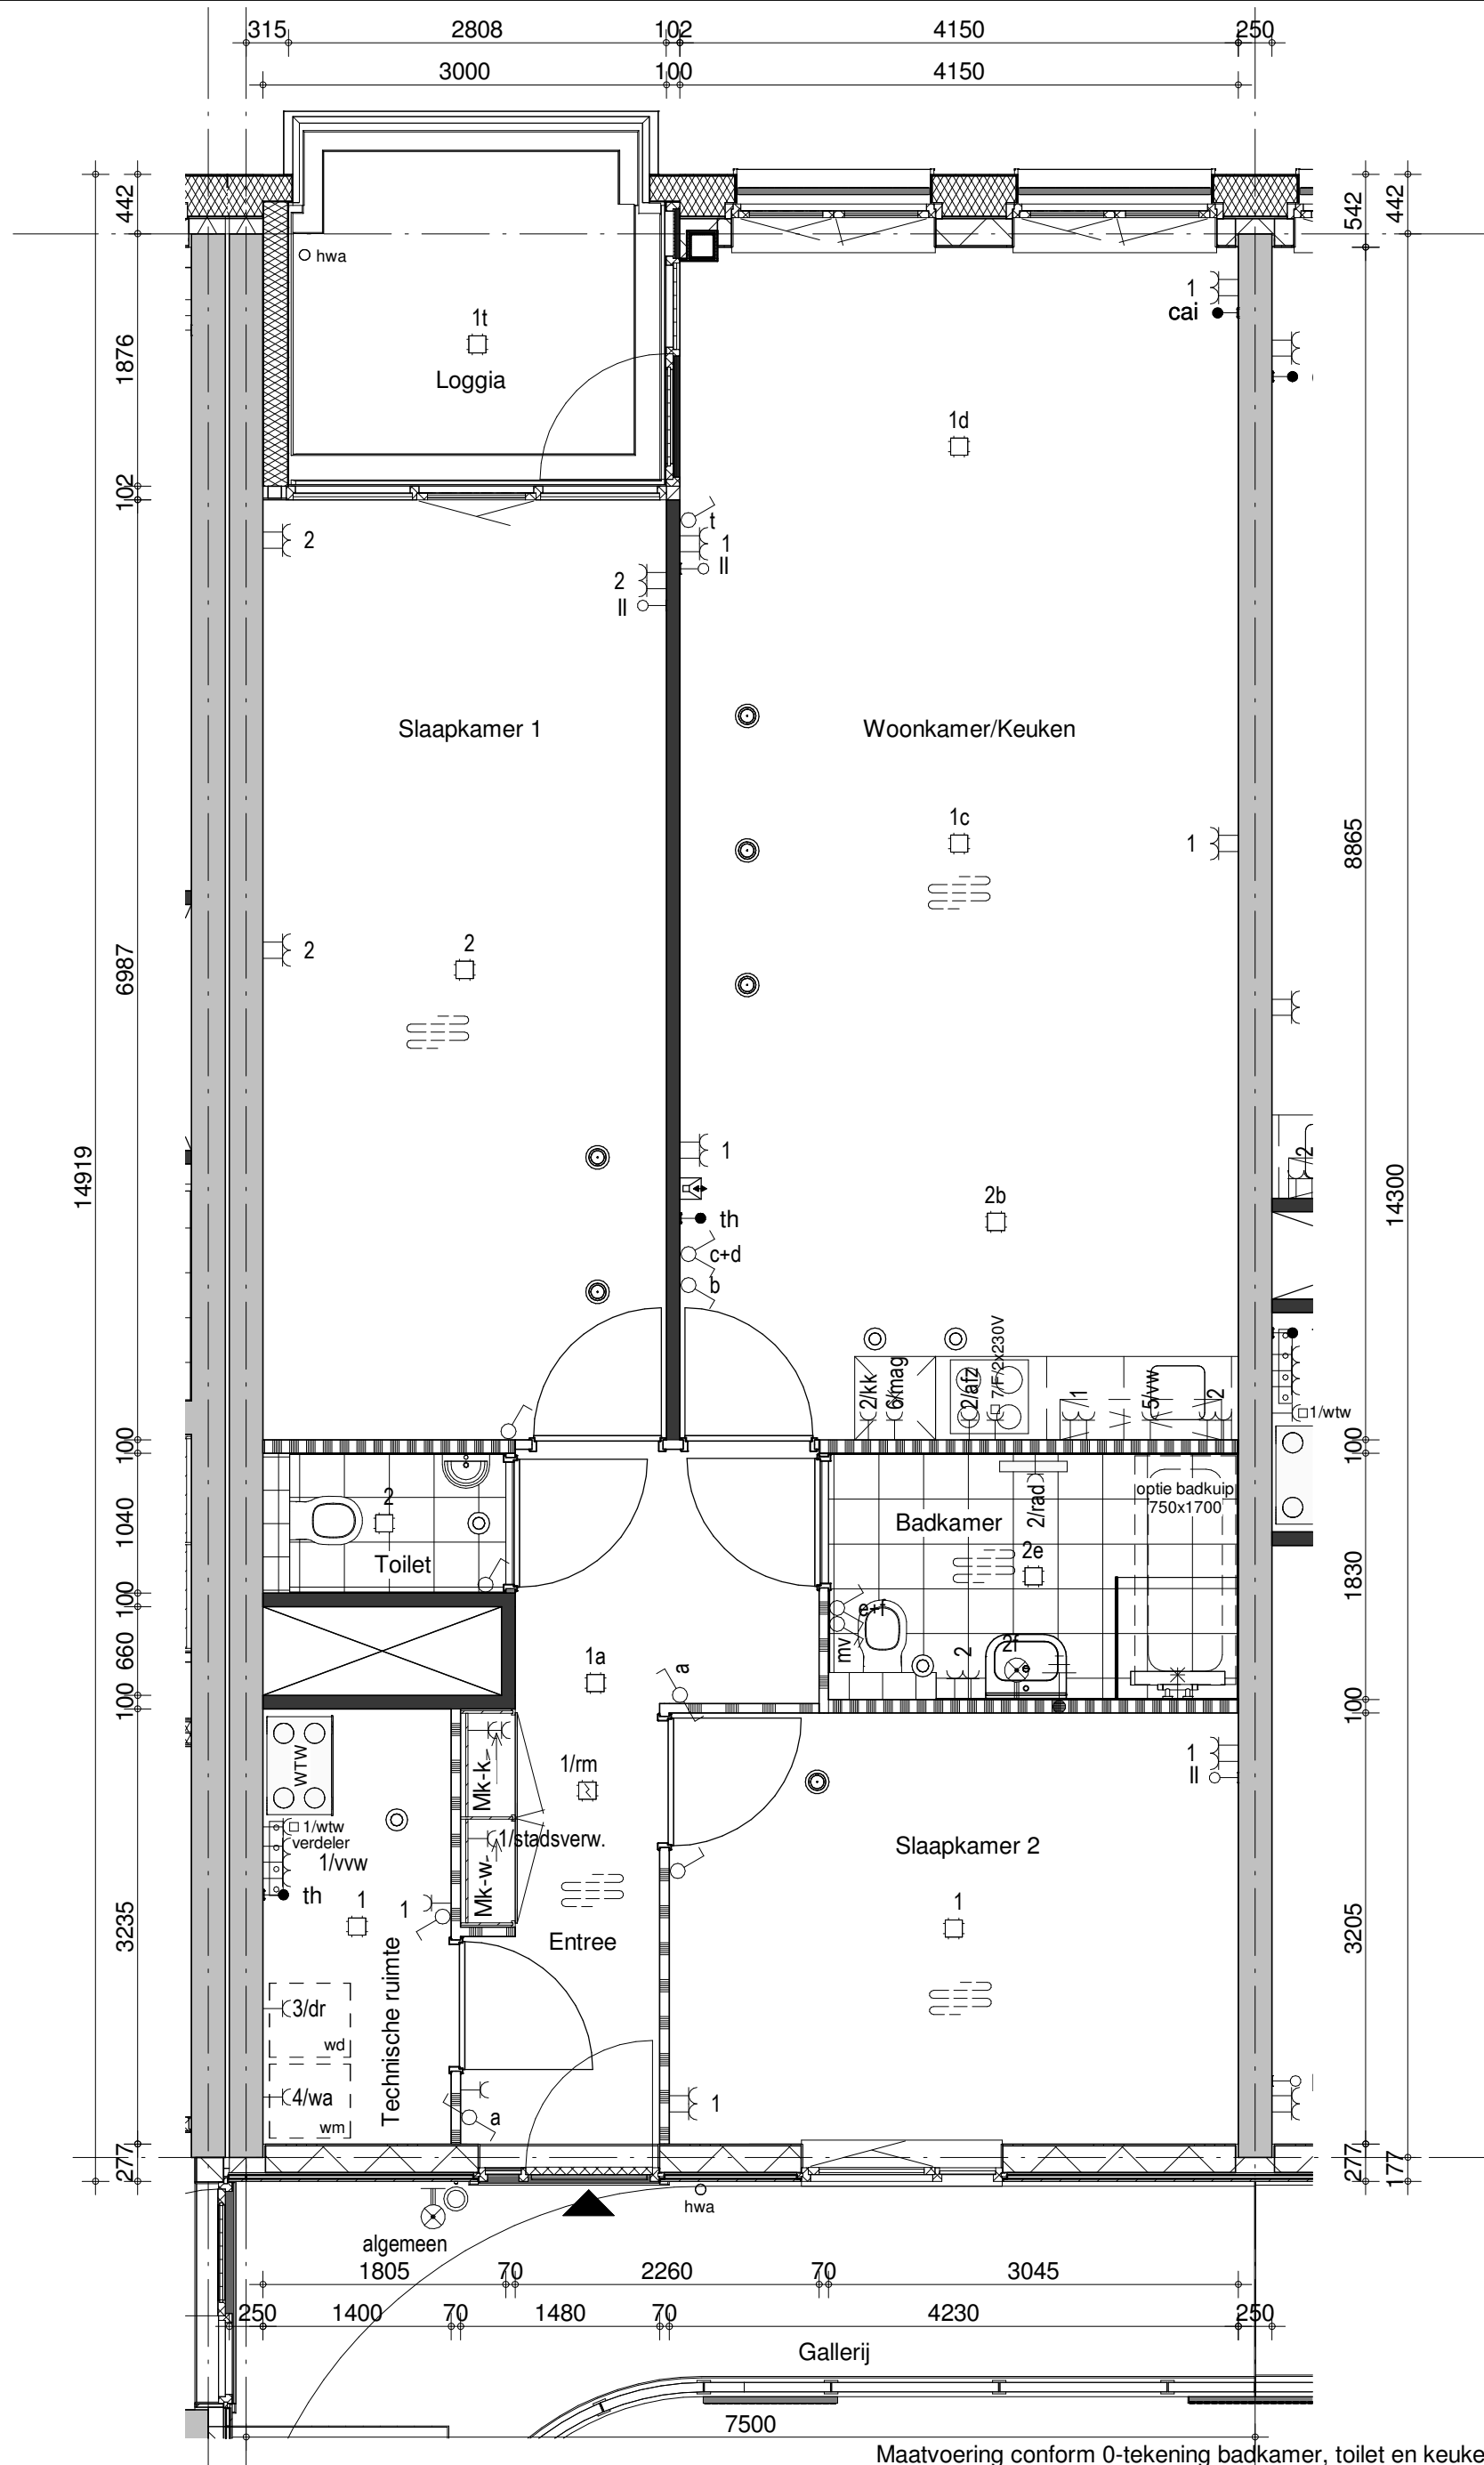 315 2808 102 4150 250
3000 100 4150
442
542 442
hwa
1
cai
1t
1876
Loggia
1d
102
t
2
1
ll
2
ll
Slaapkamer 1
Woonkamer/Keuken
1c
1
8865
2
2
6987
14919
1
2
2b
14300
th
c+d
b
2/kk
6/mag
2/afz
7/F/2x230V
1
5/vw
2
1/wtw
100
100
2
1040
Toilet
Badkamer
2/rad
optie badkuip
750x1700
2e
1830
100
e+f
mv
660
1a
a
2
2f
100
100
WTW
Mk-k
1/rm
1
ll
1/wtw
verdeler
1/vvw
1/stadsverw.
Mk-w
Slaapkamer 2
th
1
1
1
3235
3205
Entree
Technische ruimte
3/dr
wd
4/wa
wm
a
1
277
277 177
hwa
algemeen
1805 70 2260 70 3045
250 1400 70 1480 70 4230 250
Gallerij
7500
Maatvoering conform 0-tekening badkamer, toilet en keuke